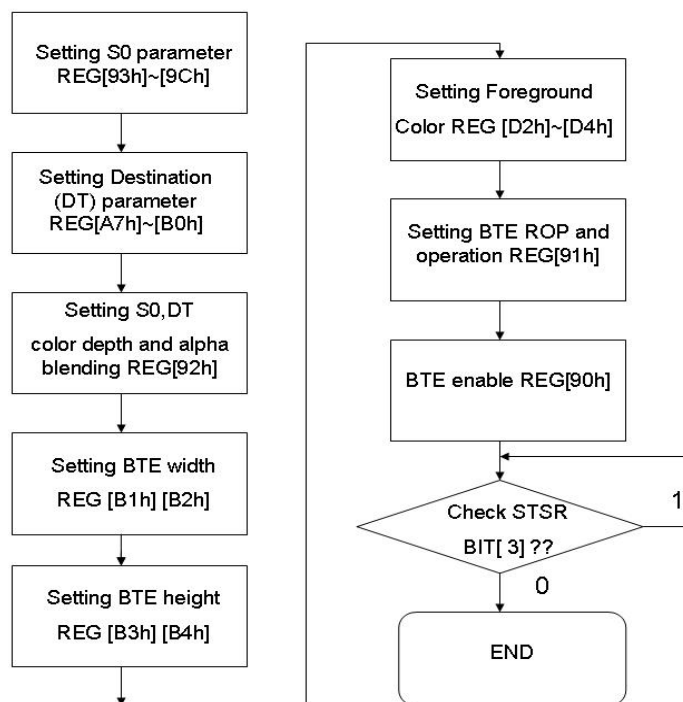 Setting S0 parameter
REG[93h]~[9Ch]
Setting Destination
(DT) parameter
REG[A7h]~[B0h]
Setting S0,DT
color depth and alpha
blending REG[92h]
Setting BTE width
REG [B1h] [B2h]
Setting BTE height
REG [B3h] [B4h]
Setting Foreground
Color REG [D2h]~[D4h]
Setting BTE ROP and
operation REG[91h]
BTE enable REG[90h]
Check STSR
BIT[ 3] ??
1
0
END